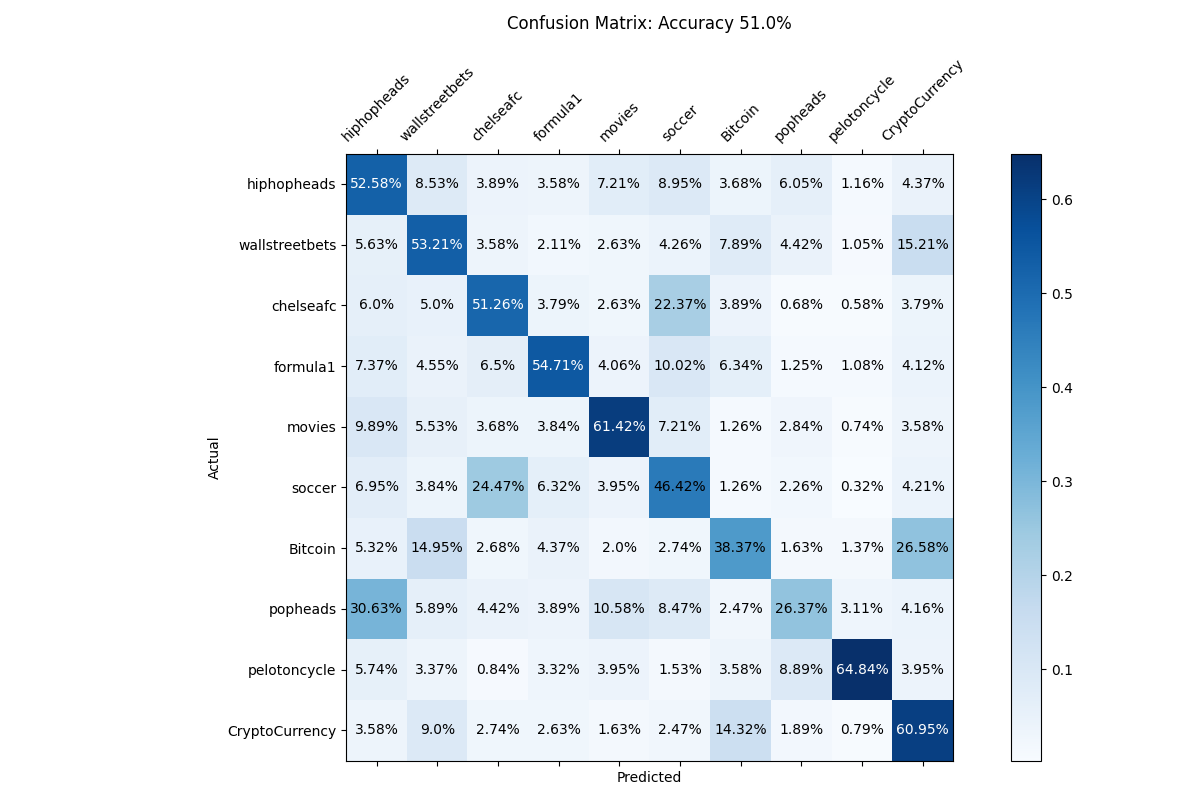 Confusion Matrix: Accuracy 51.0%
hiphopheads wallstreetbets chelseafc formula1 movies soccer Bitcoin popheads pelotoncycle CryptoCurrency
hiphopheads 52.58% 8.53% 3.89% 3.58% 7.21% 8.95% 3.68% 6.05% 1.16% 4.37%
wallstreetbets 5.63% 53.21% 3.58% 2.11% 2.63% 4.26% 7.89% 4.42% 1.05% 15.21%
chelseafc 6.0% 5.0% 51.26% 3.79% 2.63% 22.37% 3.89% 0.68% 0.58% 3.79%
formula1 7.37% 4.55% 6.5% 54.71% 4.06% 10.02% 6.34% 1.25% 1.08% 4.12%
movies 9.89% 5.53% 3.68% 3.84% 61.42% 7.21% 1.26% 2.84% 0.74% 3.58%
soccer 6.95% 3.84% 24.47% 6.32% 3.95% 46.42% 1.26% 2.26% 0.32% 4.21%
Bitcoin 5.32% 14.95% 2.68% 4.37% 2.0% 2.74% 38.37% 1.63% 1.37% 26.58%
popheads 30.63% 5.89% 4.42% 3.89% 10.58% 8.47% 2.47% 26.37% 3.11% 4.16%
pelotoncycle 5.74% 3.37% 0.84% 3.32% 3.95% 1.53% 3.58% 8.89% 64.84% 3.95%
CryptoCurrency 3.58% 9.0% 2.74% 2.63% 1.63% 2.47% 14.32% 1.89% 0.79% 60.95%
Actual
Predicted
0.6
0.5
0.4
0.3
0.2
0.1